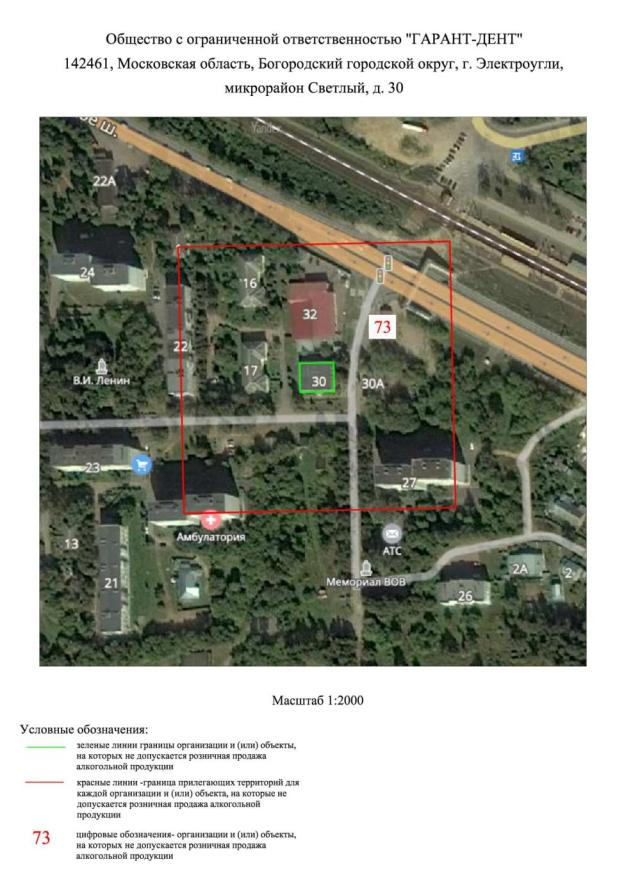 Общество с ограниченной ответственностью "ГАРАНТ-ДЕНТ"
142461, Московская область, Богородский городской округ, г. Электроугли,
микрорайон Светлый, д. 30
ое ш.
Yandex
22А
24
16
32
73
22
17
30
30А
В.И. Ленин
23
27
Амбулатория
13
АТС
21
Мемориал ВОВ
2А
2
26
Масштаб 1:2000
Условные обозначения:
зеленые линии границы организации и (или) объекты,
на которых не допускается розничная продажа
алкогольной продукции
красные линии -граница прилегающих территорий для
каждой организации и (или) объекта, на которые не
допускается розничная продажа алкогольной
продукции
73
цифровые обозначения- организации и (или) объекты,
на которых не допускается розничная продажа
алкогольной продукции